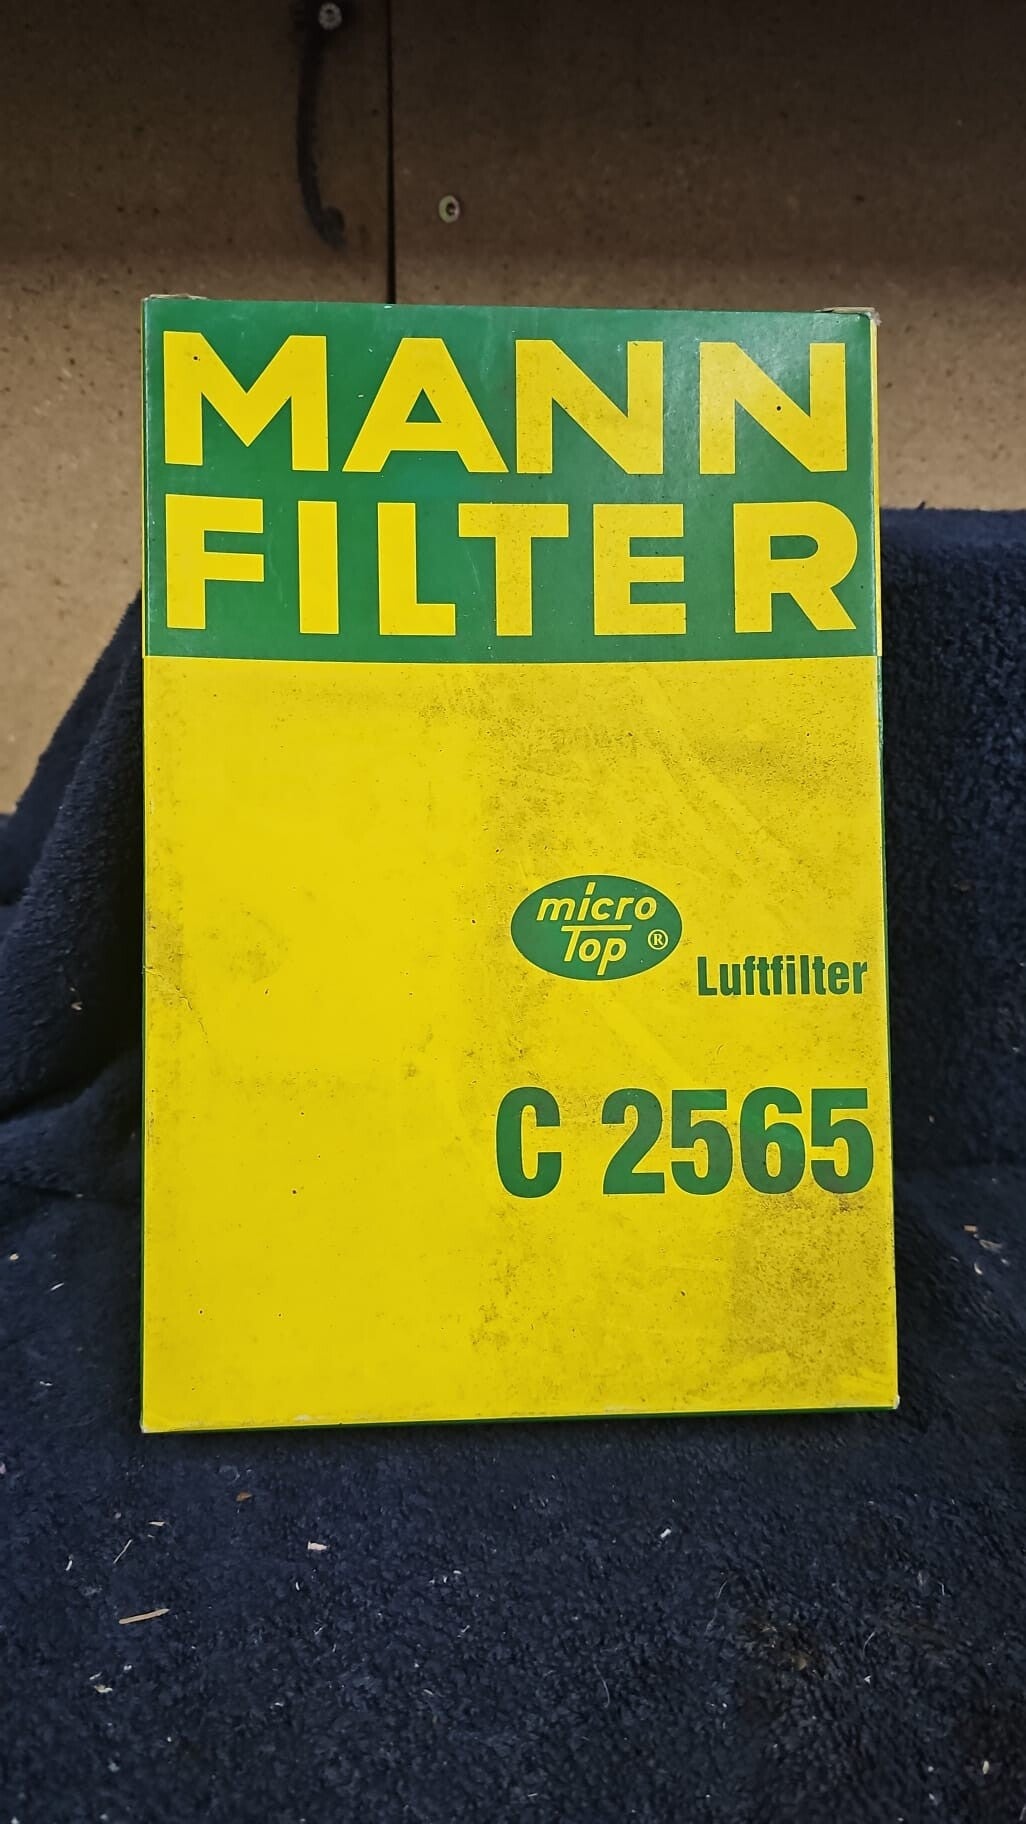 MANN
FILTER
micro
Top ®
Luftfilter
C 2565